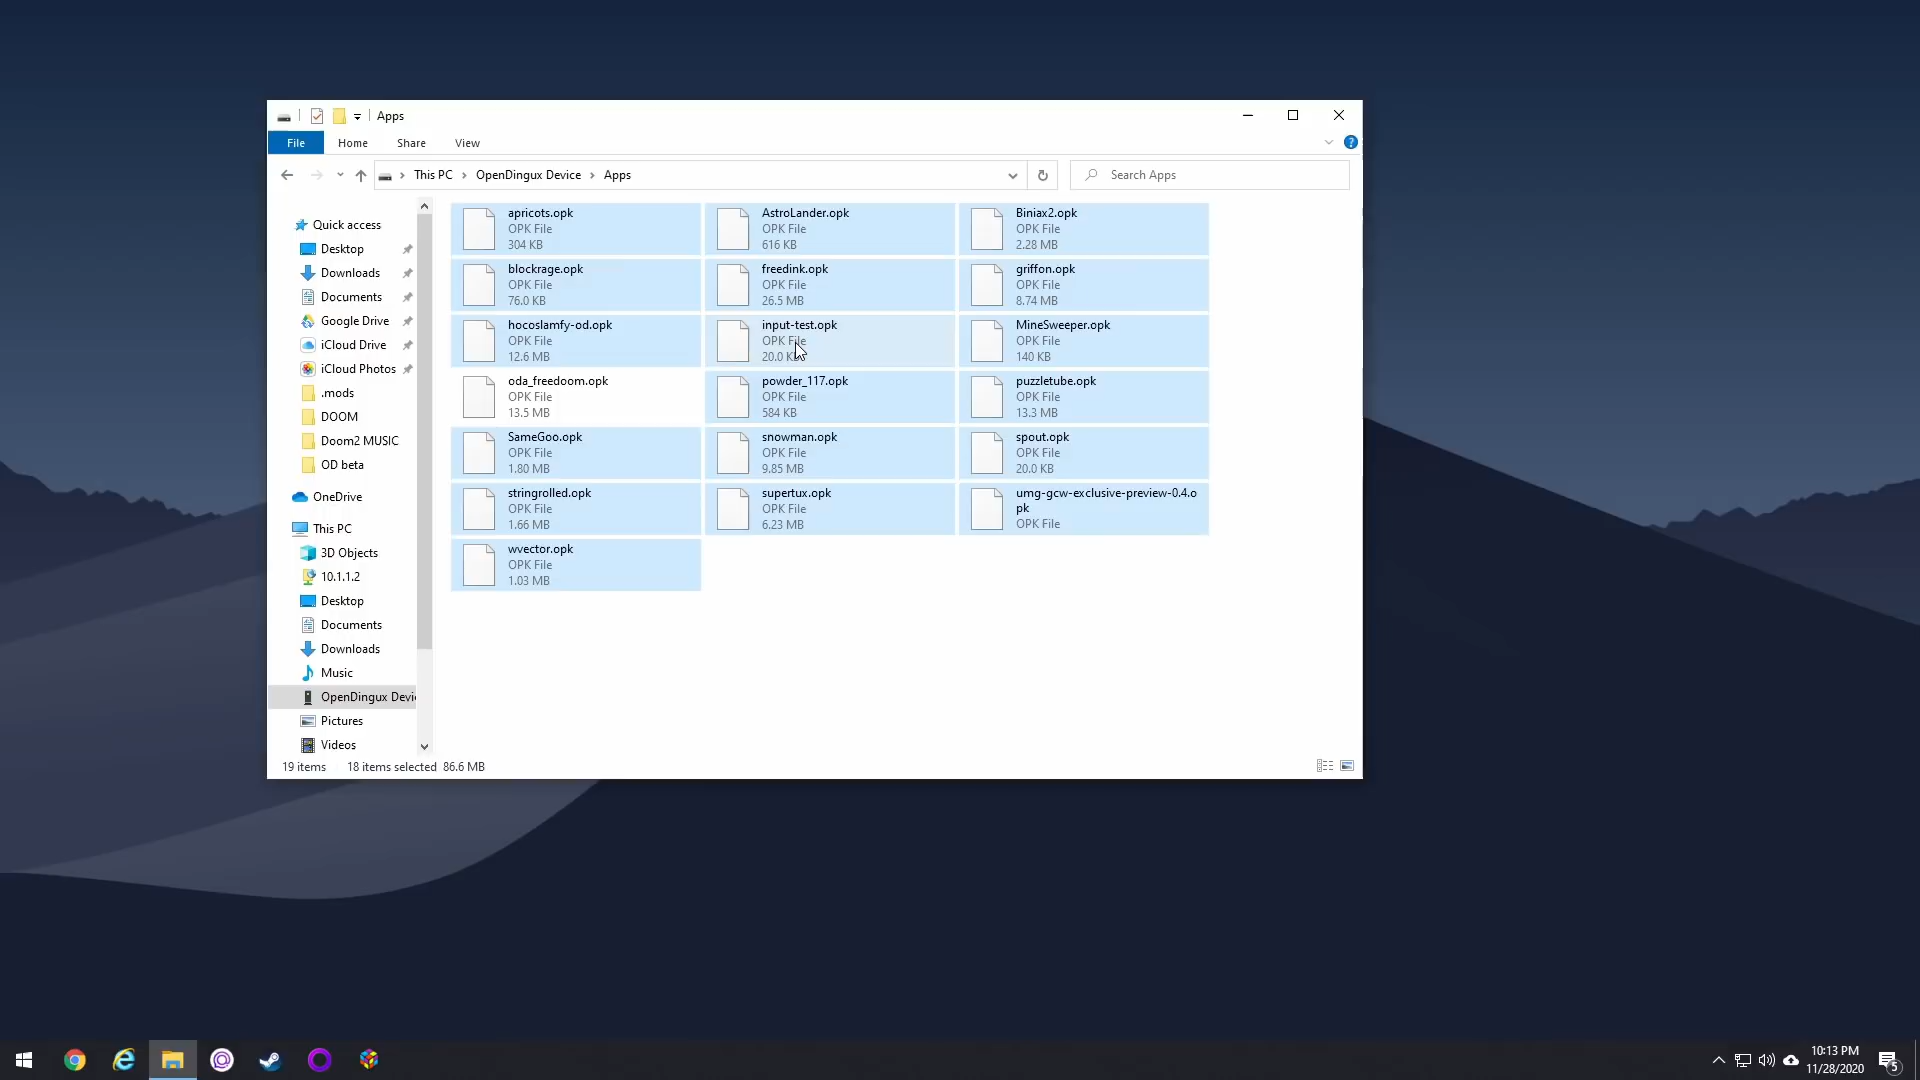 Apps
File
Home
Share
View
This PC
OpenDingux Device
Apps
Search Apps
Quick access
Desktop
Downloads
Documents
Google Drive
iCloud Drive
iCloud Photos
.mods
DOOM
Doom2 MUSIC
OD beta
OneDrive
This PC
3D Objects
10.1.1.2
Desktop
Documents
Downloads
Music
OpenDingux Devi
Pictures
Videos
apricots.opk
OPK File
304 KB
AstroLander.opk
OPK File
616 KB
Biniax2.opk
OPK File
2.28 MB
blockrage.opk
OPK File
76.0 KB
freedink.opk
OPK File
26.5 MB
griffon.opk
OPK File
8.74 MB
hocoslamfy-od.opk
OPK File
12.6 MB
input-test.opk
OPK File
20.0 KB
MineSweeper.opk
OPK File
140 KB
oda_freedoom.opk
OPK File
13.5 MB
powder_117.opk
OPK File
584 KB
puzzletube.opk
OPK File
13.3 MB
SameGoo.opk
OPK File
1.80 MB
snowman.opk
OPK File
9.85 MB
spout.opk
OPK File
20.0 KB
stringrolled.opk
OPK File
1.66 MB
supertux.opk
OPK File
6.23 MB
umg-gcw-exclusive-preview-0.4.o
pk
OPK File
wvector.opk
OPK File
1.03 MB
19 items
18 items selected 86.6 MB
10:13 PM
11/28/2020
5